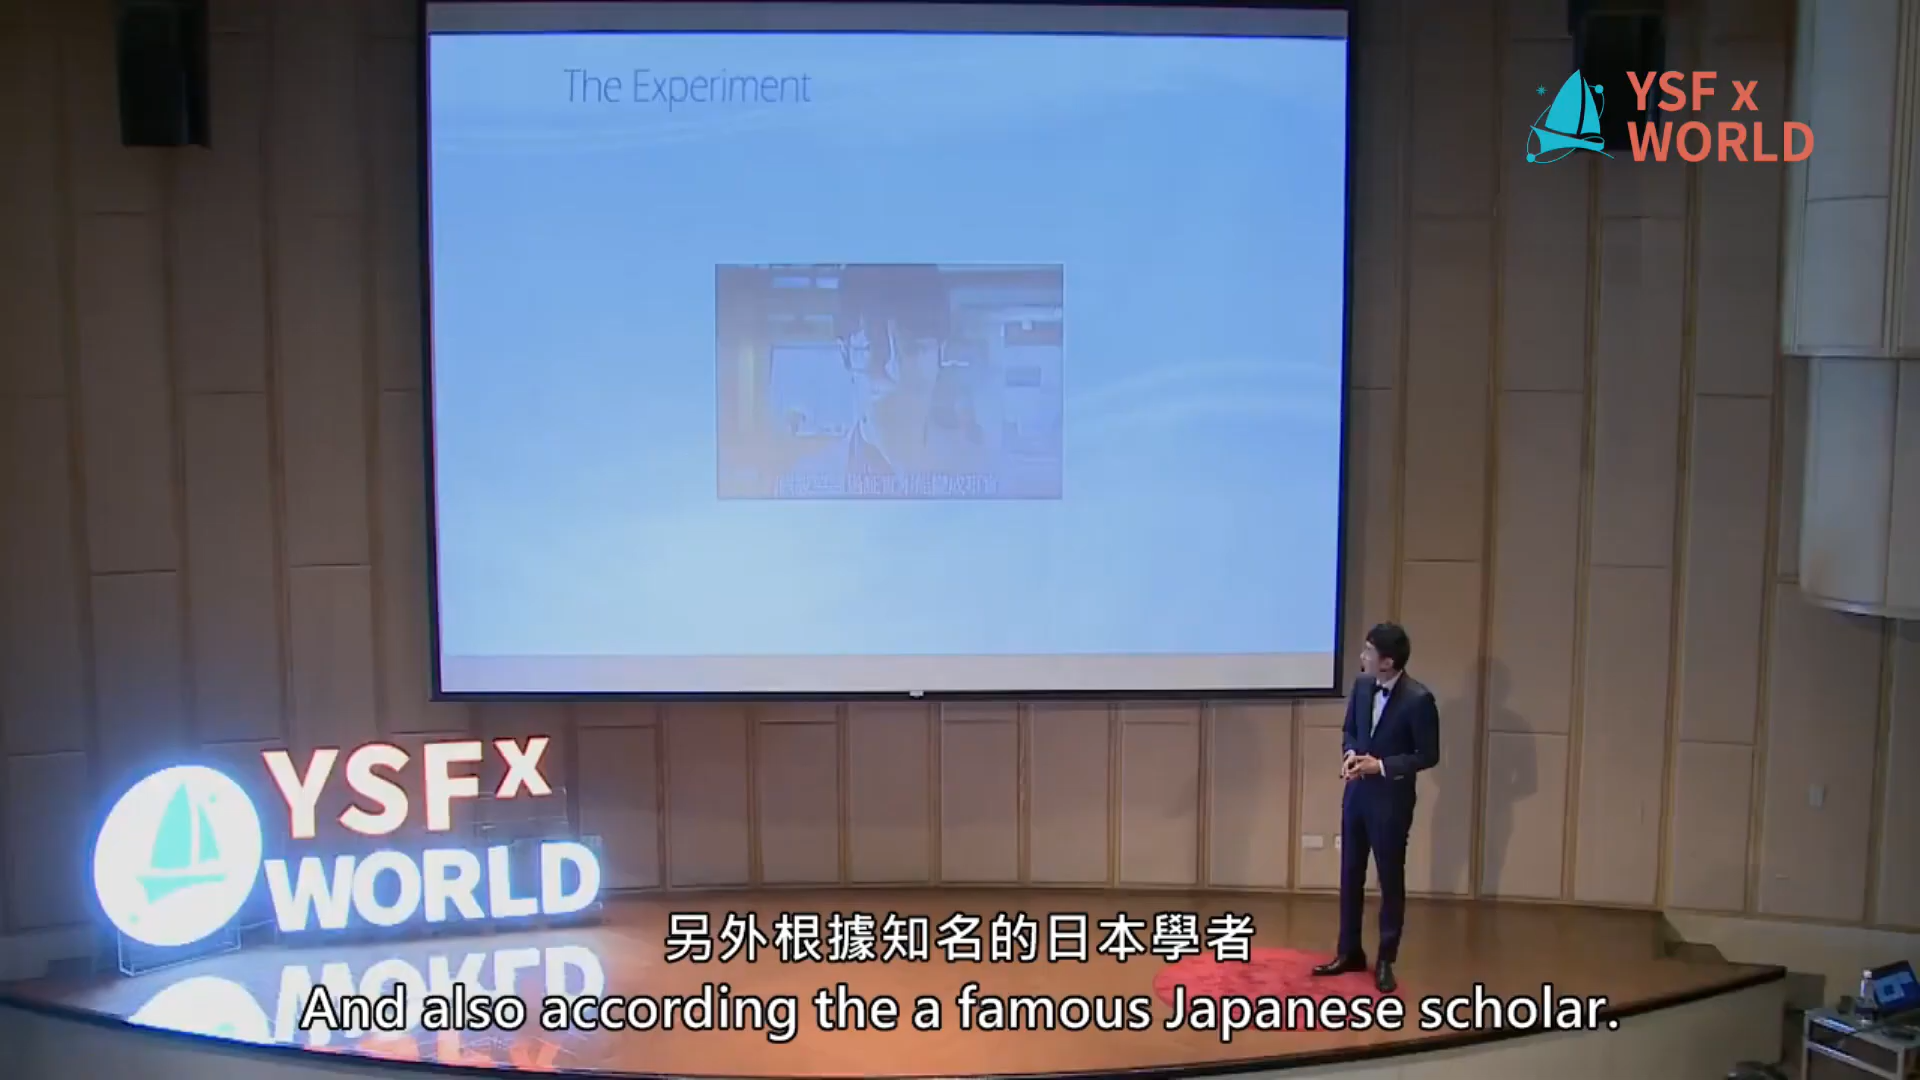 The Experiment
YSF x
WORLD
YSFx
WORLD
另外根據知名的日本學者
And also according the a famous Japanese scholar.